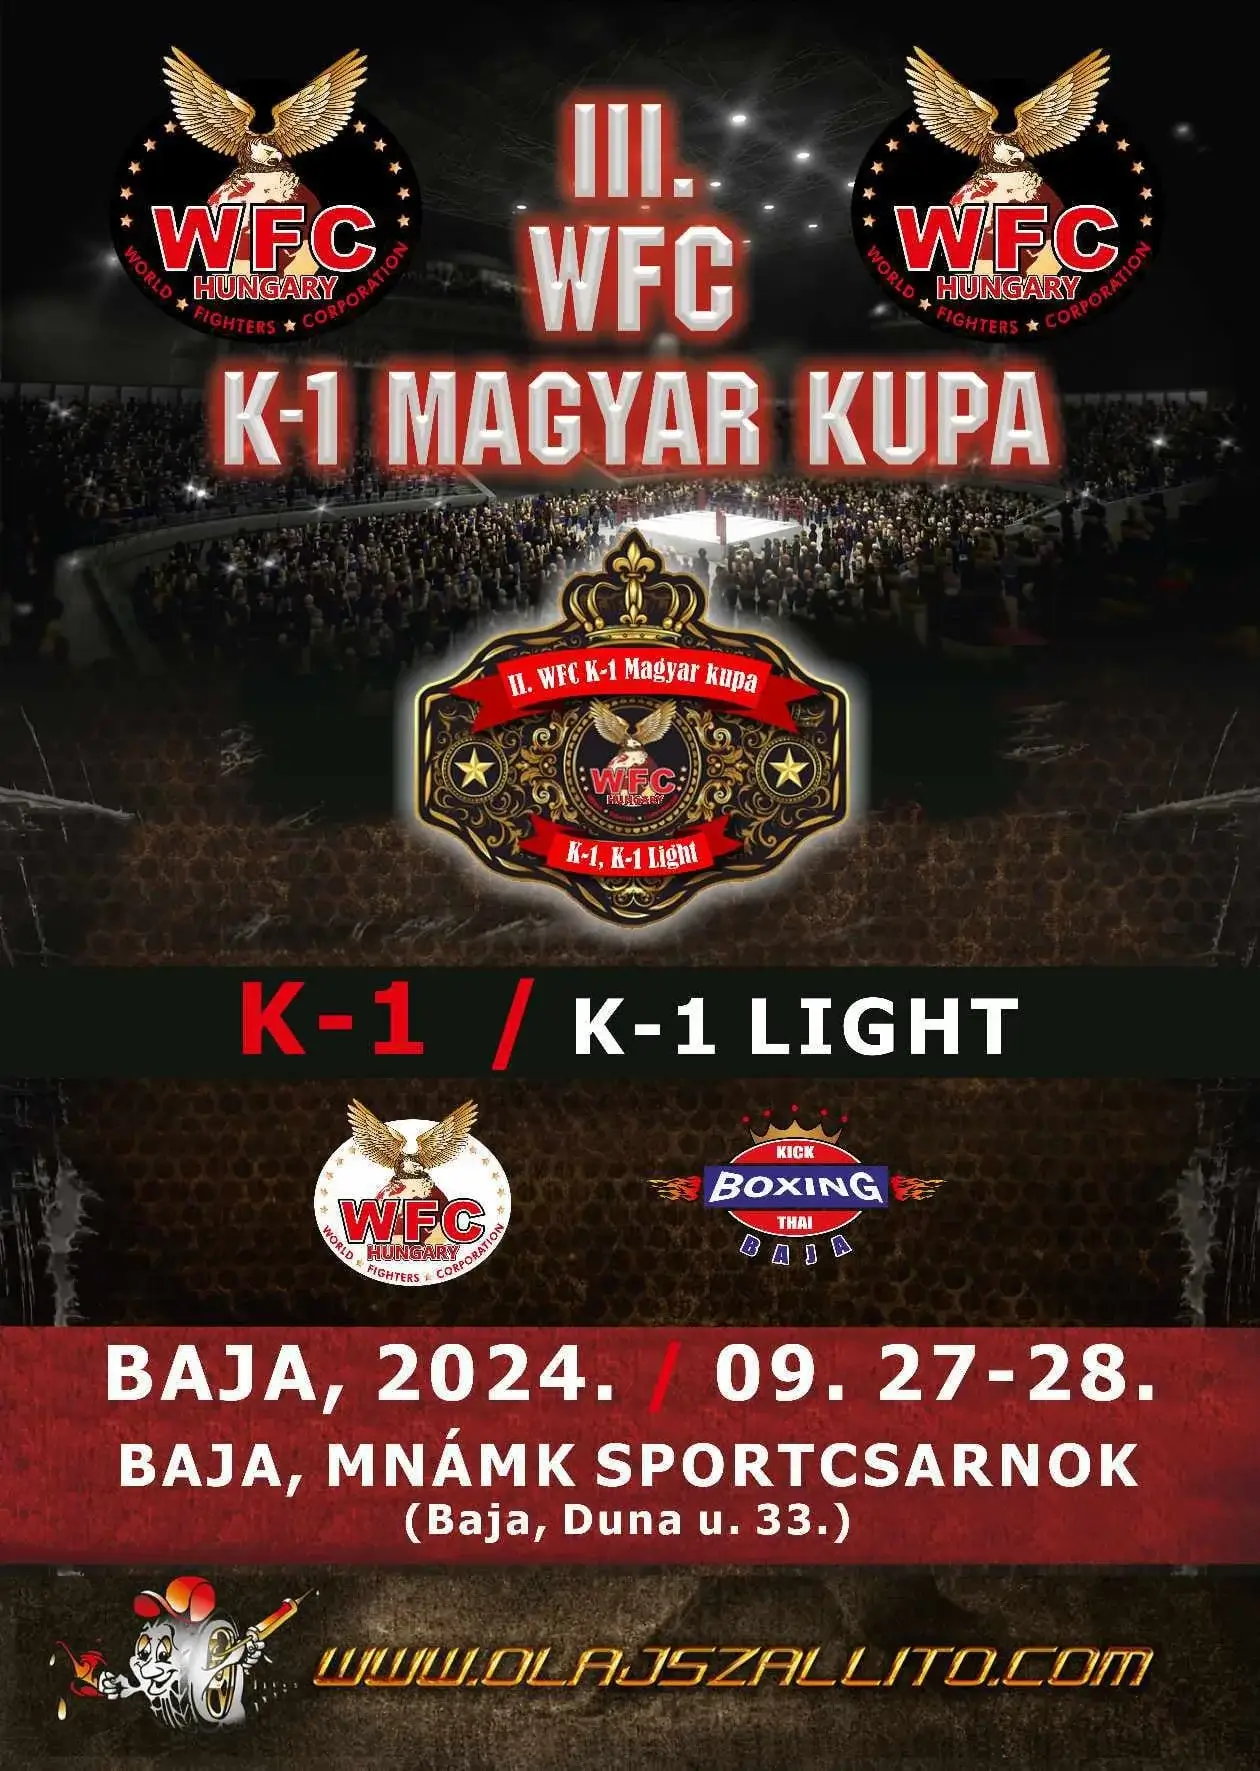 WFC
HUNGARY
WORLD ★ FIGHTERS ★ CORPORATION
III.
WFC
K-1 MAGYAR KUPA
WFC
HUNGARY
WORLD ★ FIGHTERS ★ CORPORATION
II. WFC K-1 Magyar kupa
WFC
HUNGARY
K-1, K-1 Light
K-1 / K-1 LIGHT
WFC
HUNGARY
WORLD ★ FIGHTERS ★ CORPORATION
KICK
BOXING
THAI
BAJA
BAJA, 2024. / 09. 27-28.
BAJA, MNÁMK SPORTCSARNOK
(Baja, Duna u. 33.)
WWW.OLAJSZALLITO.COM